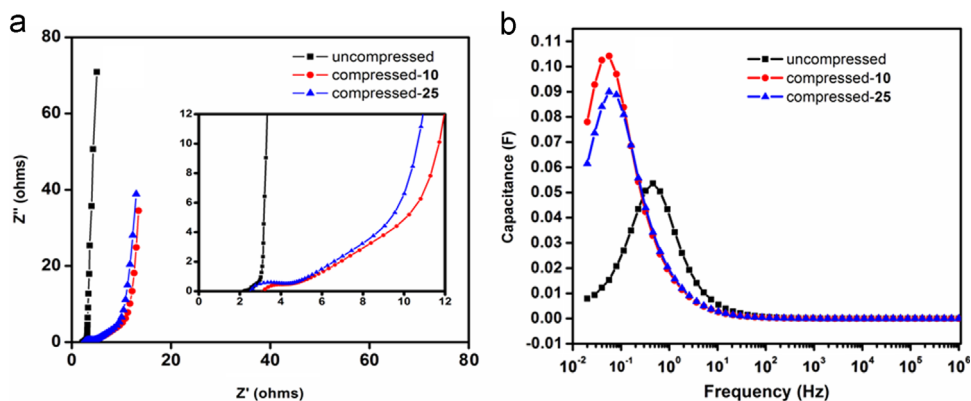 a
80
60
40
20
0
Z'' (ohms)
uncompressed
compressed-10
compressed-25
12
10
8
6
4
2
0
0 2 4 6 8 10 12
0 20 40 60 80
Z' (ohms)
b
0.11
0.10
0.09
0.08
0.07
0.06
0.05
0.04
0.03
0.02
0.01
0.00
-0.01
Capacitance (F)
uncompressed
compressed-10
compressed-25
10⁻² 10⁻¹ 10⁰ 10¹ 10² 10³ 10⁴ 10⁵ 10⁶
Frequency (Hz)